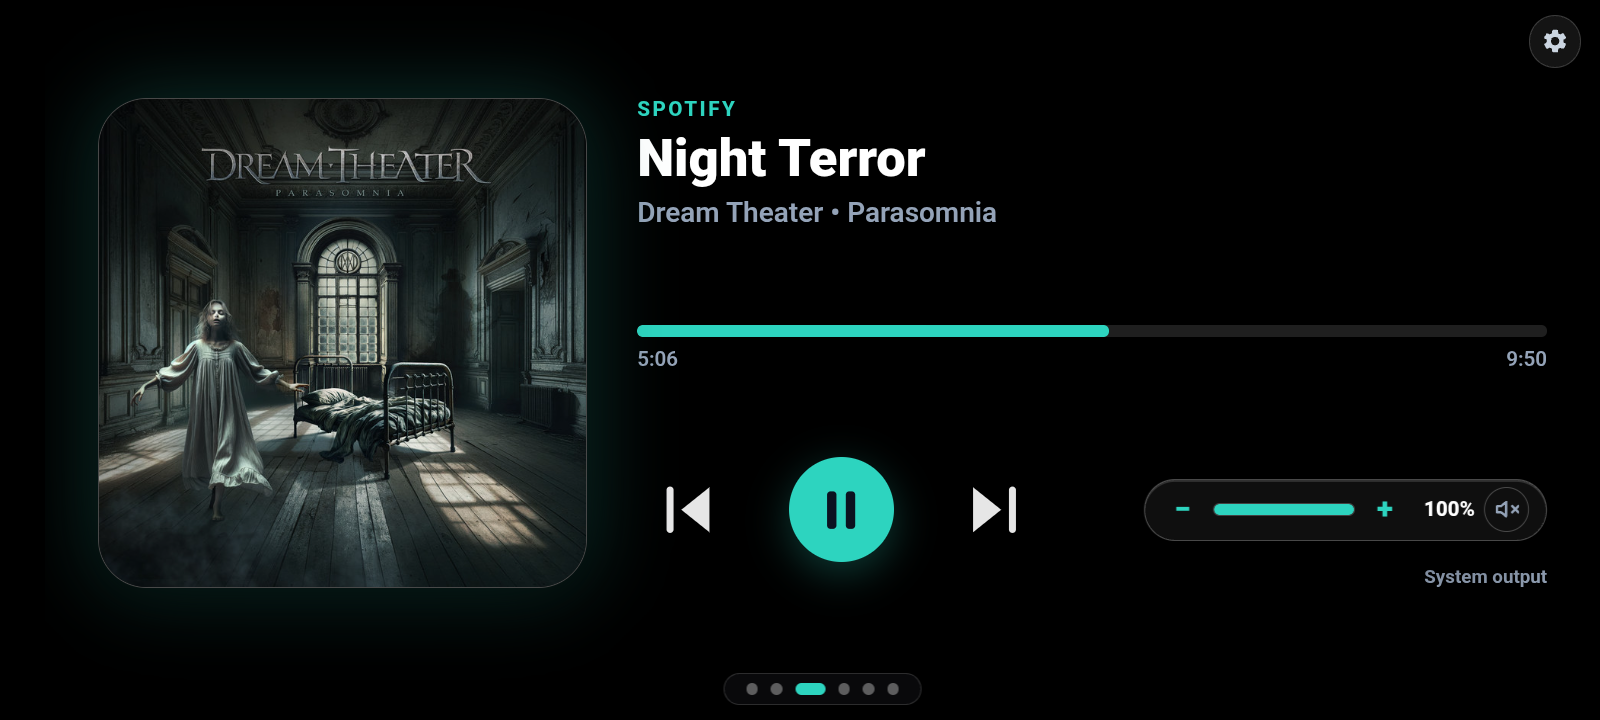 DREAM THEATER
PARASOMNIA
SPOTIFY
Night Terror
Dream Theater • Parasomnia
5:06
9:50
100%
System output